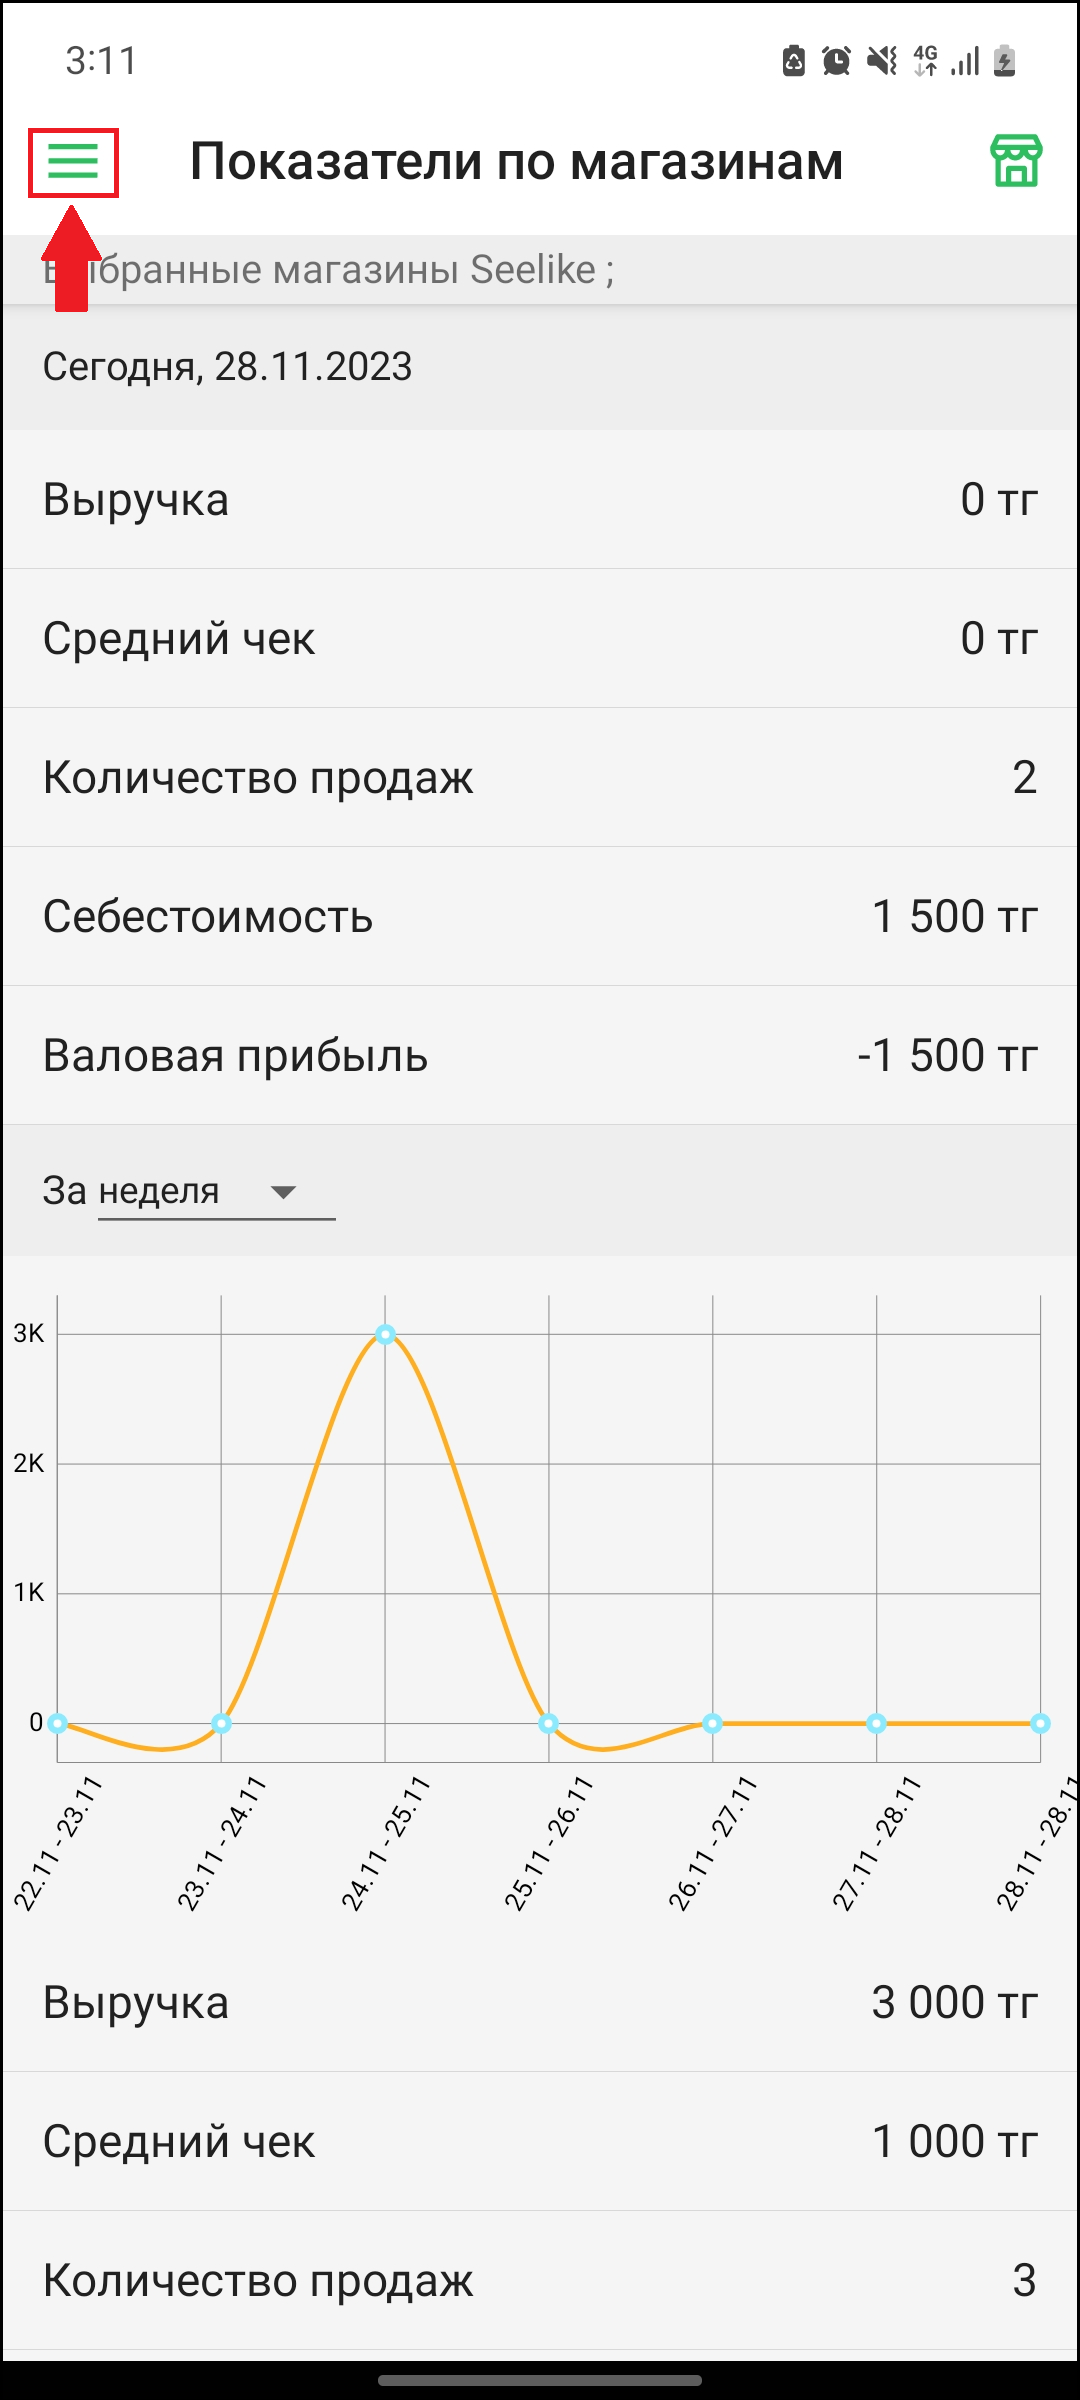 3:11
4G
Показатели по магазинам
Выбранные магазины Seelike ;
Сегодня, 28.11.2023
Выручка 0 тг
Средний чек 0 тг
Количество продаж 2
Себестоимость 1 500 тг
Валовая прибыль -1 500 тг
За неделя
3K
2K
1K
0
22.11 - 23.11
23.11 - 24.11
24.11 - 25.11
25.11 - 26.11
26.11 - 27.11
27.11 - 28.11
28.11 - 28.11
Выручка 3 000 тг
Средний чек 1 000 тг
Количество продаж 3